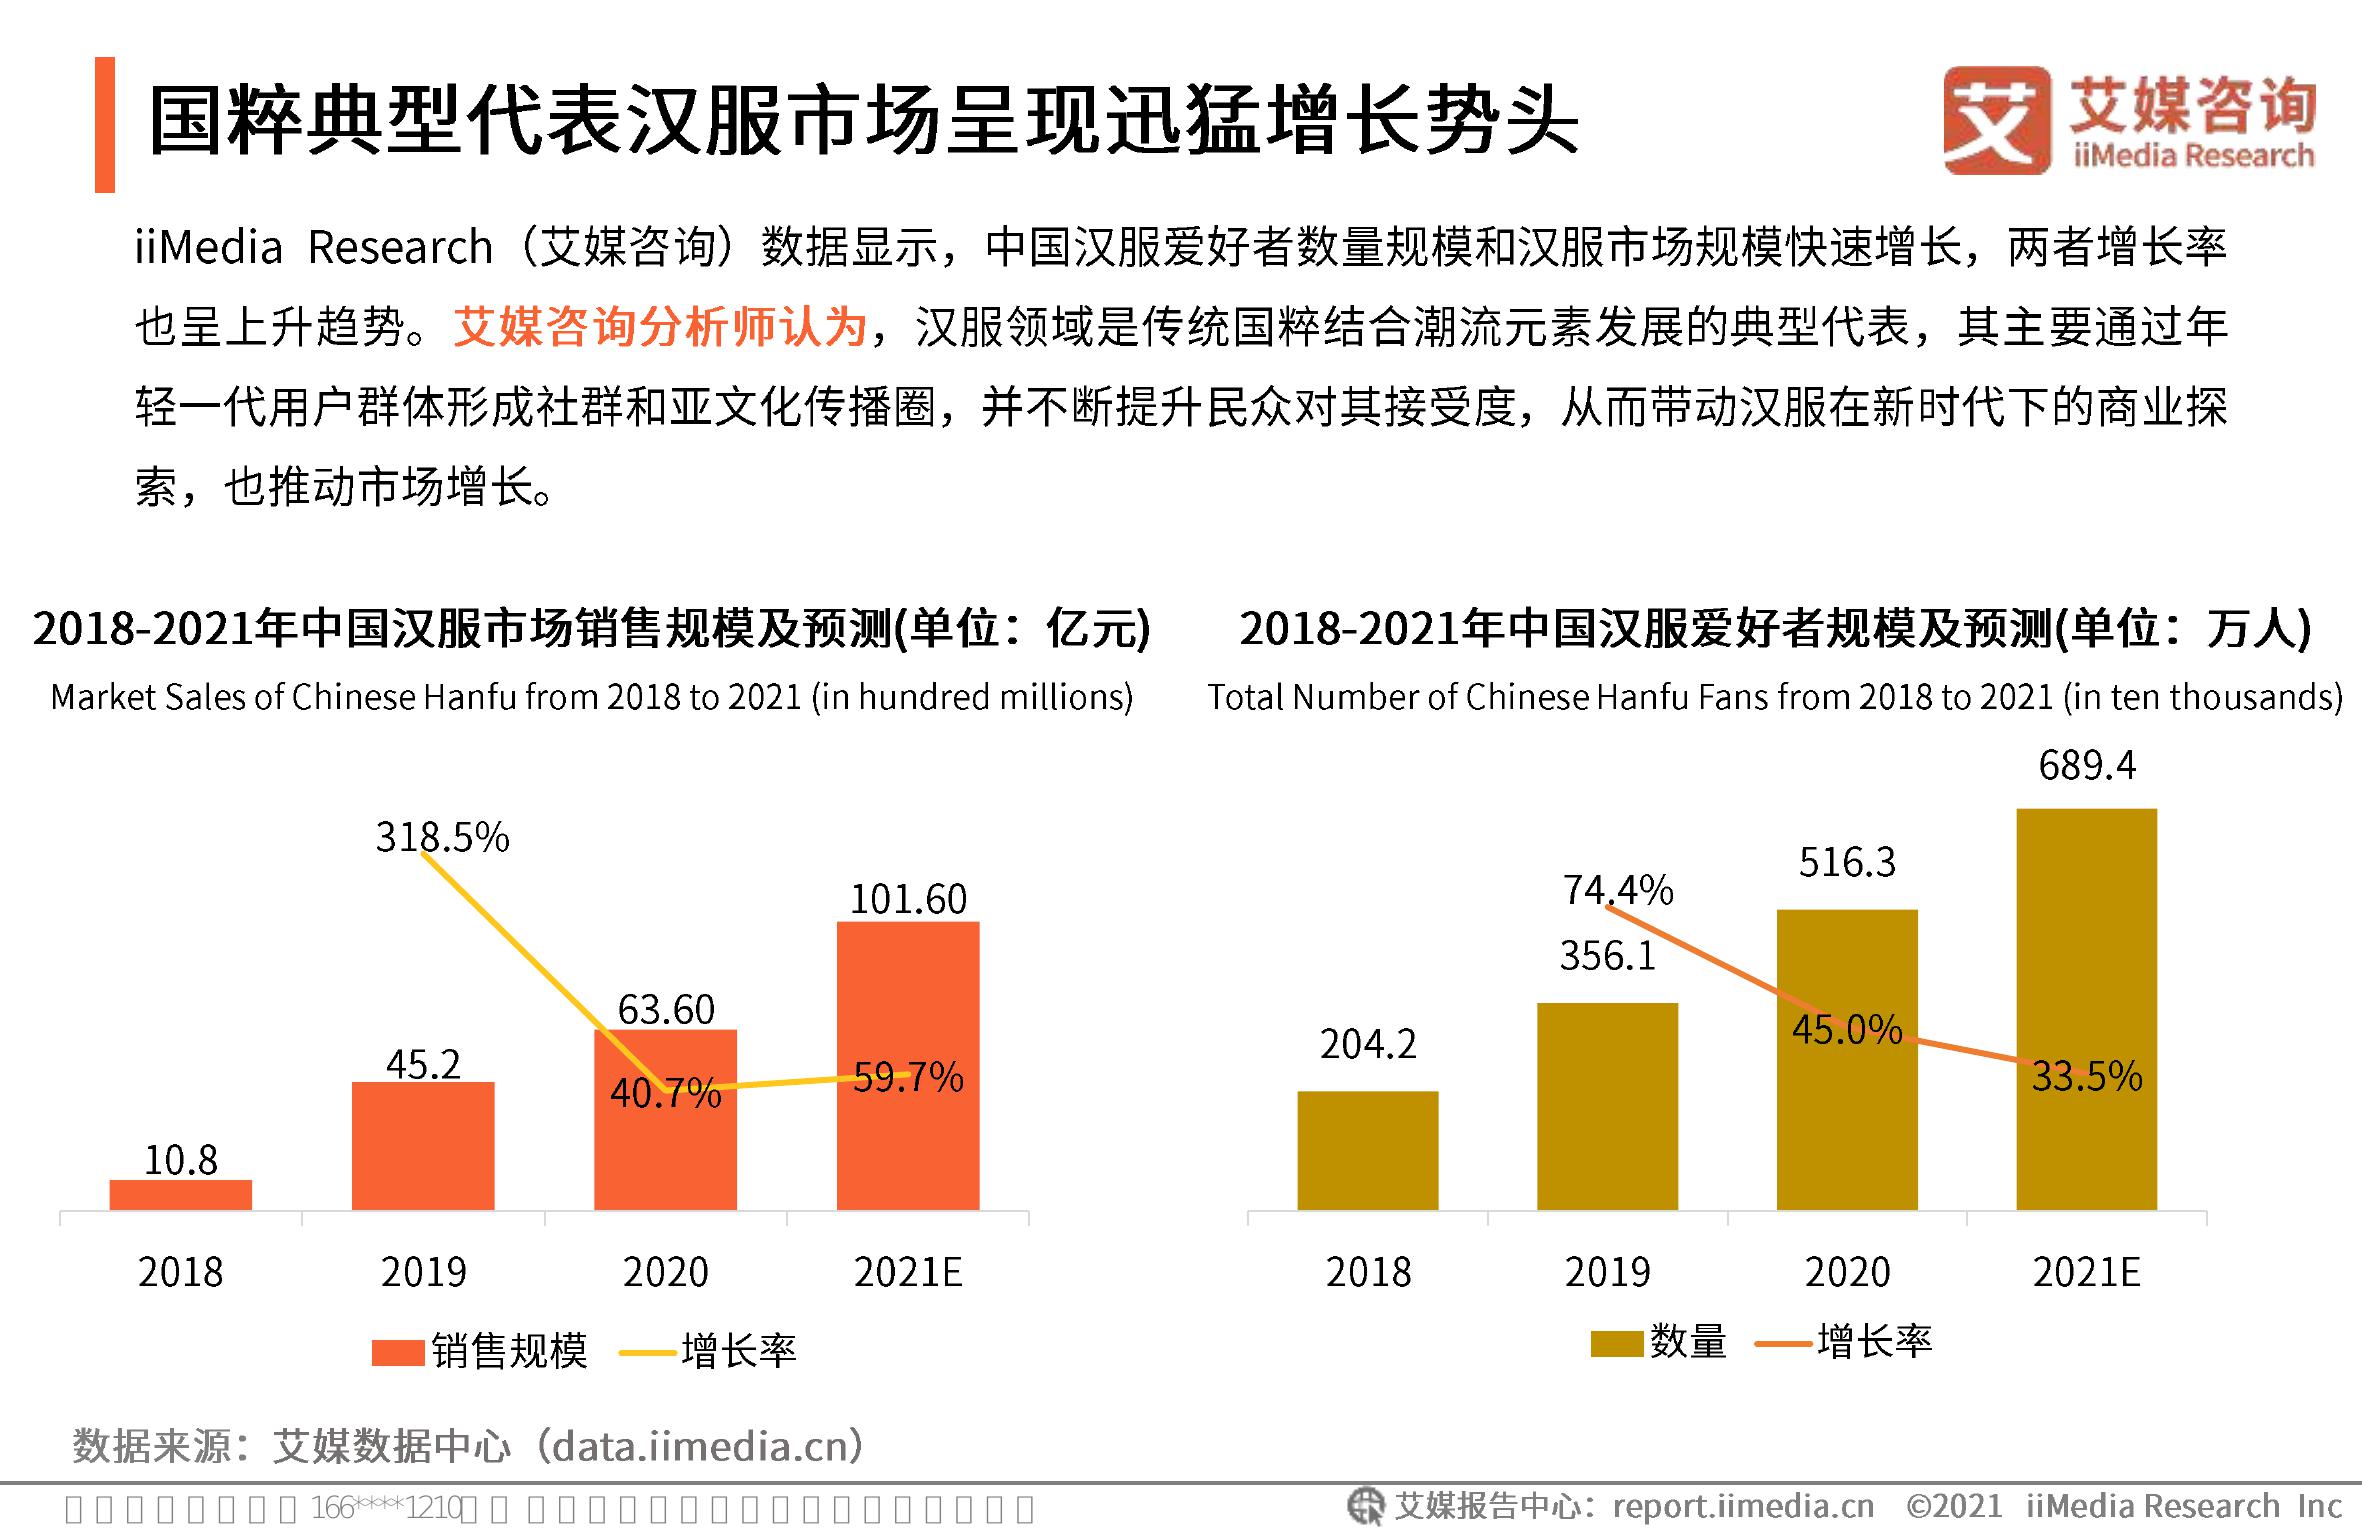 国粹典型代表汉服市场呈现迅猛增长势头
艾媒咨询
iiMedia Research
iiMedia Research（艾媒咨询）数据显示，中国汉服爱好者数量规模和汉服市场规模快速增长，两者增长率
也呈上升趋势。艾媒咨询分析师认为，汉服领域是传统国粹结合潮流元素发展的典型代表，其主要通过年
轻一代用户群体形成社群和亚文化传播圈，并不断提升民众对其接受度，从而带动汉服在新时代下的商业探
索，也推动市场增长。
2018-2021年中国汉服市场销售规模及预测(单位：亿元)
Market Sales of Chinese Hanfu from 2018 to 2021 (in hundred millions)
318.5%
101.60
63.60
45.2
40.7%
59.7%
10.8
2018 2019 2020 2021E
销售规模 增长率
2018-2021年中国汉服爱好者规模及预测(单位：万人)
Total Number of Chinese Hanfu Fans from 2018 to 2021 (in ten thousands)
689.4
516.3
74.4%
356.1
204.2
45.0%
33.5%
2018 2019 2020 2021E
数量 增长率
数据来源：艾媒数据中心（data.iimedia.cn）
166****1210
艾媒报告中心：report.iimedia.cn ©2021 iiMedia Research Inc